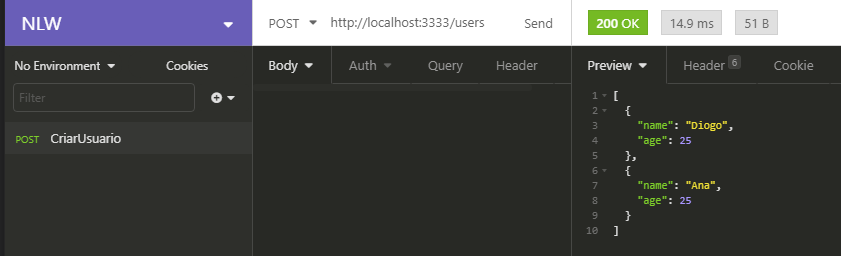 NLW
POST http://localhost:3333/users Send
200 OK 14.9 ms 51 B
No Environment Cookies
Body Auth Query Header
Preview Header 6 Cookie
Filter
POST CriarUsuario
1 [
2 {
3 "name": "Diogo",
4 "age": 25
5 },
6 {
7 "name": "Ana",
8 "age": 25
9 }
10 ]